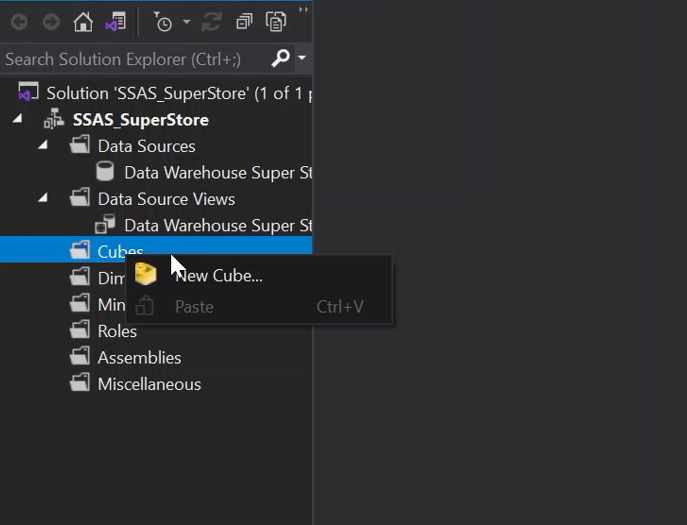 Search Solution Explorer (Ctrl+;)
Solution 'SSAS_SuperStore' (1 of 1 p
SSAS_SuperStore
Data Sources
Data Warehouse Super St
Data Source Views
Data Warehouse Super St
Cubes
New Cube...
Dim
Paste Ctrl+V
Min
Roles
Assemblies
Miscellaneous